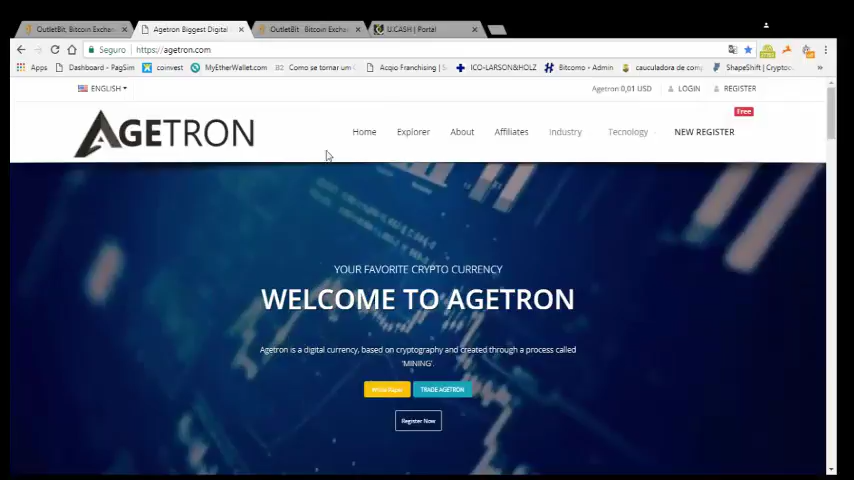 OutletBit, Bitcoin Exchan
Agetron Biggest Digital
OutletBit - Bitcoin Exchan
U.CASH | Portal
Seguro
https://agetron.com
Apps
Dashboard – PagSim
coinvest
MyEtherWallet.com
Como se tornar um C
Acqio Franchising | S
ICO-LARSON&HOLZ
Bitcomo - Admin
ShapeShift | Cryptoc
»
ENGLISH
Agetron 0,01 USD
LOGIN
REGISTER
Free
AGETRON
Home
Explorer
About
Affiliates
Industry
Tecnology
NEW REGISTER
YOUR FAVORITE CRYPTO CURRENCY
WELCOME TO AGETRON
Agetron is a digital currency, based on cryptography and created through a process called
'MINING'.
White Paper
TRADE AGETRON
Register Now